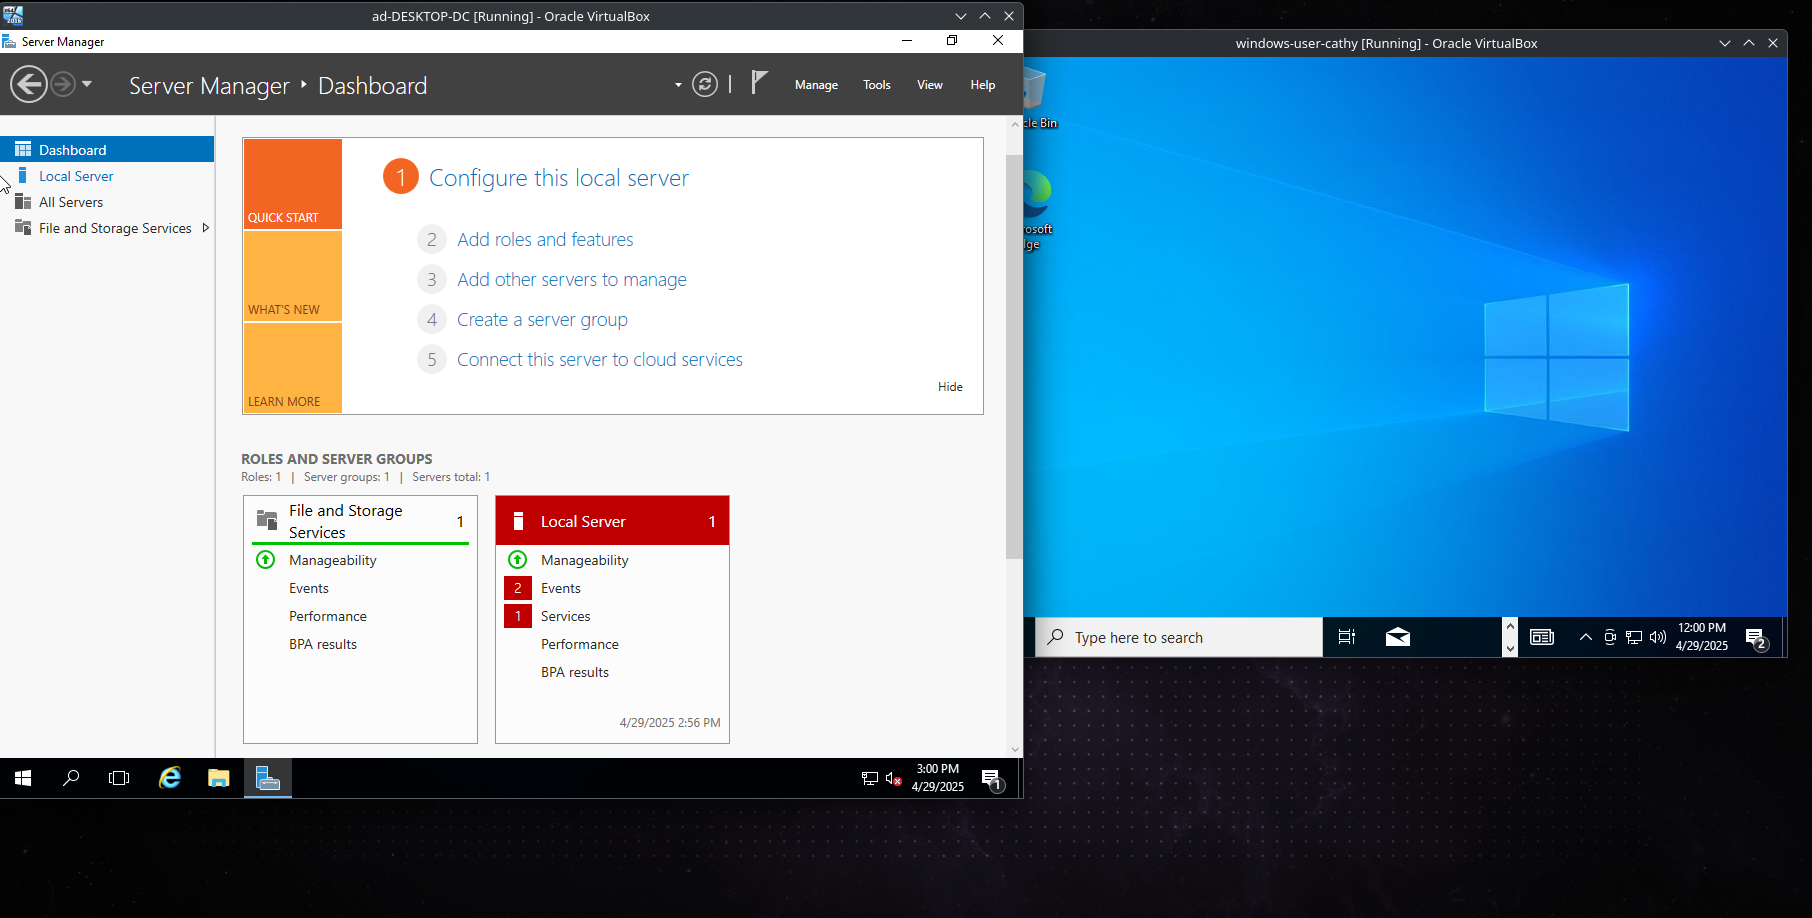 ad-DESKTOP-DC [Running] - Oracle VirtualBox
Server Manager
Server Manager
Dashboard
Manage
Tools
View
Help
Dashboard
Local Server
All Servers
File and Storage Services
QUICK START
WHAT'S NEW
LEARN MORE
1
Configure this local server
2
Add roles and features
3
Add other servers to manage
4
Create a server group
5
Connect this server to cloud services
Hide
ROLES AND SERVER GROUPS
Roles: 1 | Server groups: 1 | Servers total: 1
File and Storage
Services
1
Manageability
Events
Performance
BPA results
Local Server
1
Manageability
2
Events
1
Services
Performance
BPA results
4/29/2025 2:56 PM
3:00 PM
4/29/2025
1
windows-user-cathy [Running] - Oracle VirtualBox
cle Bin
osoft
dge
Type here to search
12:00 PM
4/29/2025
2